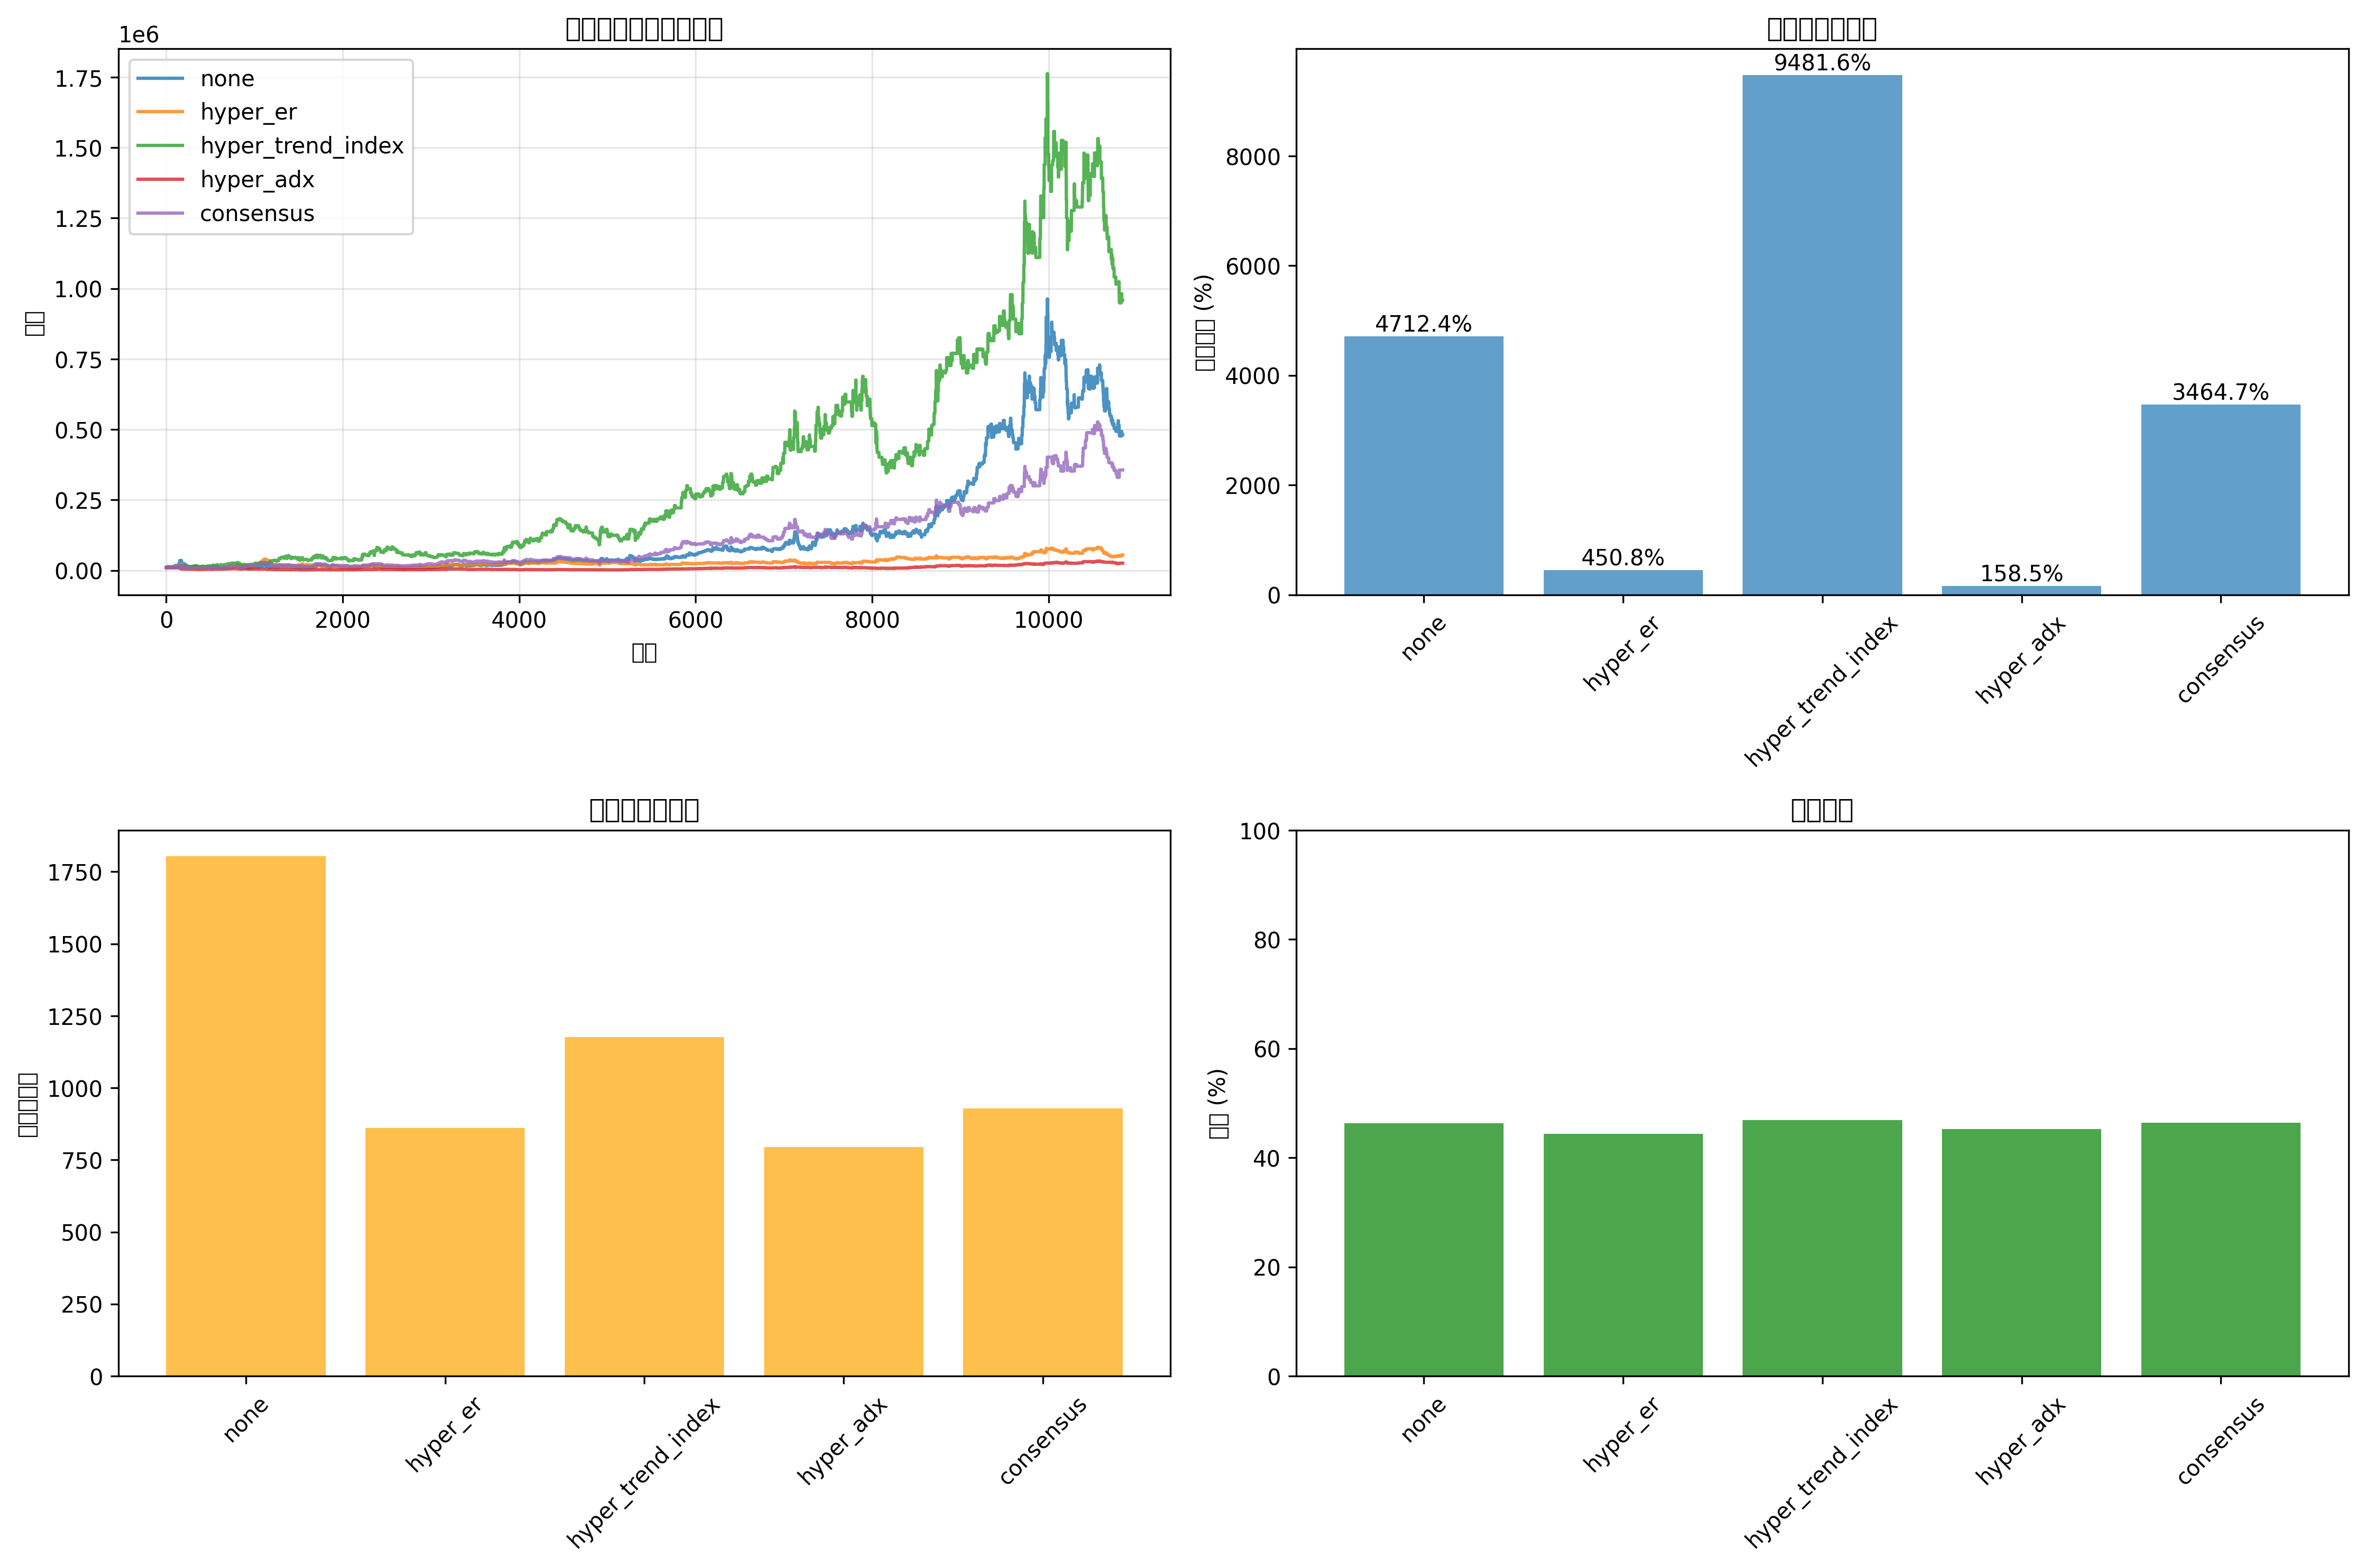 1e6
1.75
1.50
1.25
1.00
0.75
0.50
0.25
0.00
none
hyper_er
hyper_trend_index
hyper_adx
consensus
0
2000
4000
6000
8000
10000
(%)
8000
6000
4000
2000
0
4712.4%
450.8%
9481.6%
158.5%
3464.7%
none
hyper_er
hyper_trend_index
hyper_adx
consensus
1750
1500
1250
1000
750
500
250
0
none
hyper_er
hyper_trend_index
hyper_adx
consensus
(%)
100
80
60
40
20
0
none
hyper_er
hyper_trend_index
hyper_adx
consensus